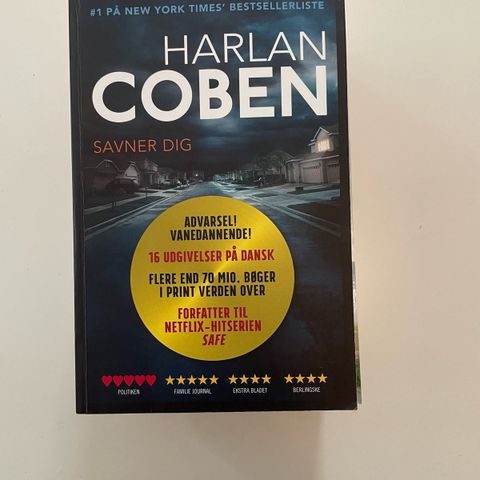 #1 PÅ NEW YORK TIMES' BESTSELLERLISTE
HARLAN
COBEN
SAVNER DIG
ADVARSEL!
VANEDANNENDE!
16 UDGIVELSER PÅ DANSK
FLERE END 70 MIO. BØGER
I PRINT VERDEN OVER
FORFATTER TIL
NETFLIX-HITSERIEN
SAFE
POLITIKEN FAMILIE JOURNAL EKSTRA BLADET BERLINGSKE